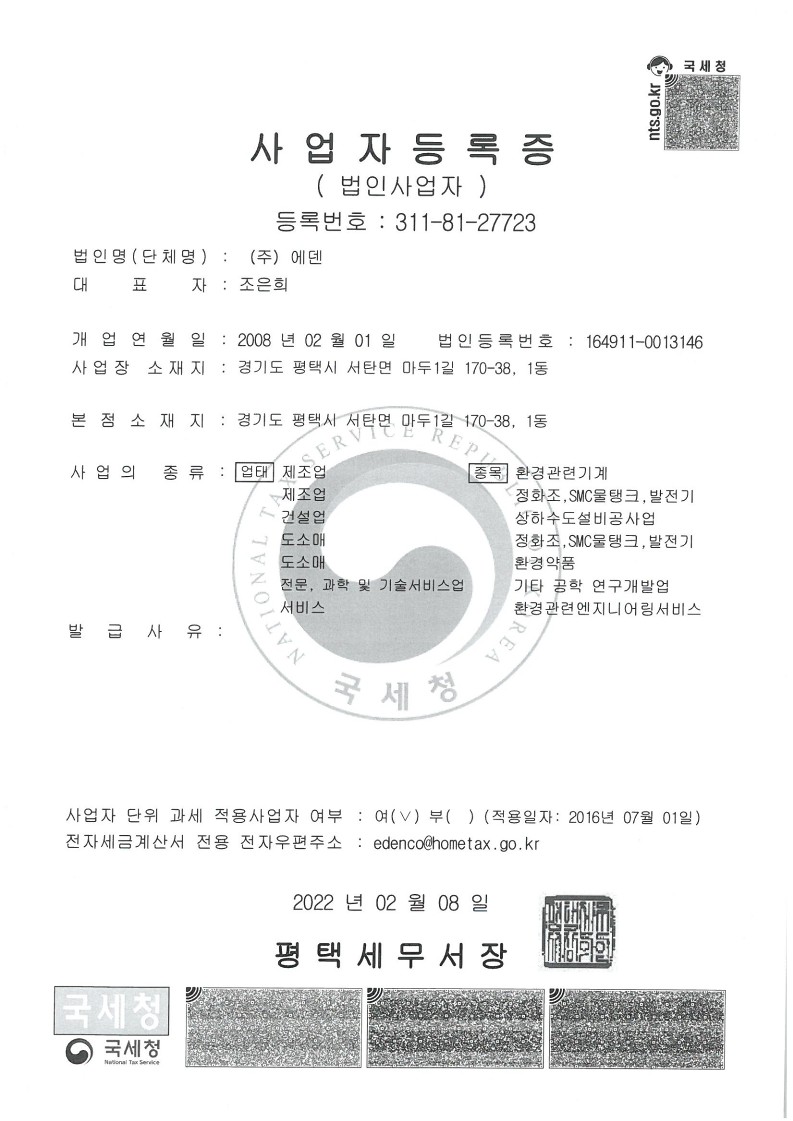 국세청
nts.go.kr
사업자등록증
( 법인사업자 )
등록번호 : 311-81-27723
법인명(단체명) : (주) 에덴
대 표 자 : 조은희
개 업 연 월 일 : 2008 년 02 월 01 일 법인등록번호 : 164911-0013146
사업장 소재지 : 경기도 평택시 서탄면 마두1길 170-38, 1동
본 점 소 재 지 : 경기도 평택시 서탄면 마두1길 170-38, 1동
사 업 의 종 류 : 업태 제조업 종목 환경관련기계
제조업 정화조,SMC물탱크,발전기
건설업 상하수도설비공사업
도소매 정화조,SMC물탱크,발전기
도소매 환경약품
전문, 과학 및 기술서비스업 기타 공학 연구개발업
서비스 환경관련엔지니어링서비스
발 급 사 유 :
NATIONAL TAX SERVICE REPUBLIC OF KOREA
국세청
사업자 단위 과세 적용사업자 여부 : 여(∨) 부( ) (적용일자: 2016년 07월 01일)
전자세금계산서 전용 전자우편주소 : edenco@hometax.go.kr
2022 년 02 월 08 일
평택세무서장
국세청
국세청
National Tax Service